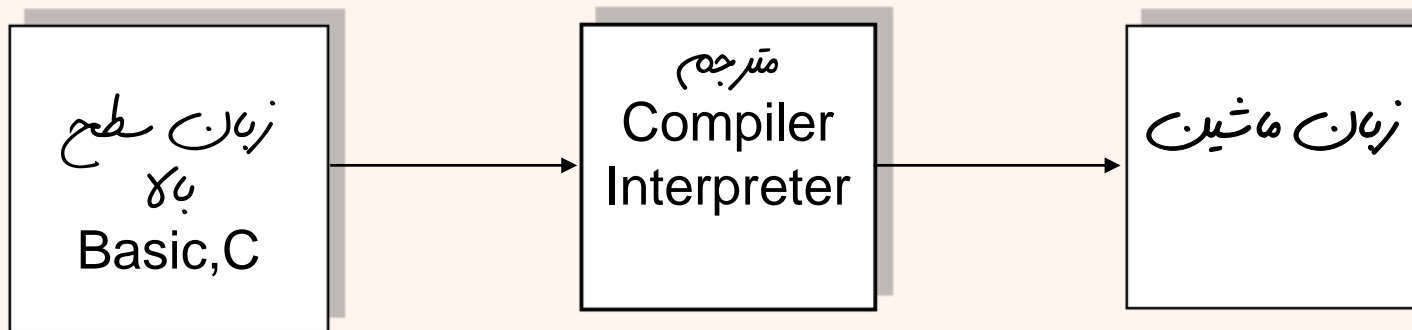 زبان سطح
بالا
Basic,C
مترجم
Compiler
Interpreter
زبان ماشین